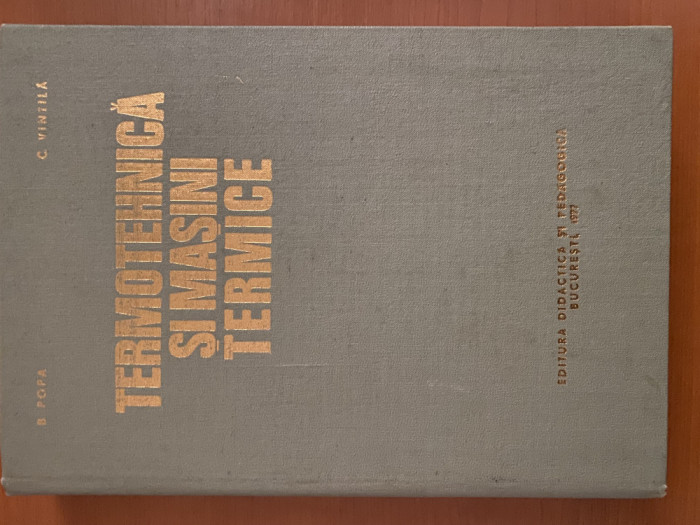 B POPA C. VINTILĂ
TERMOTEHNICĂ
ȘI MAȘINI
TERMICE
EDITURA DIDACTICĂ ȘI PEDAGOGICĂ
BUCUREȘTI, 1977